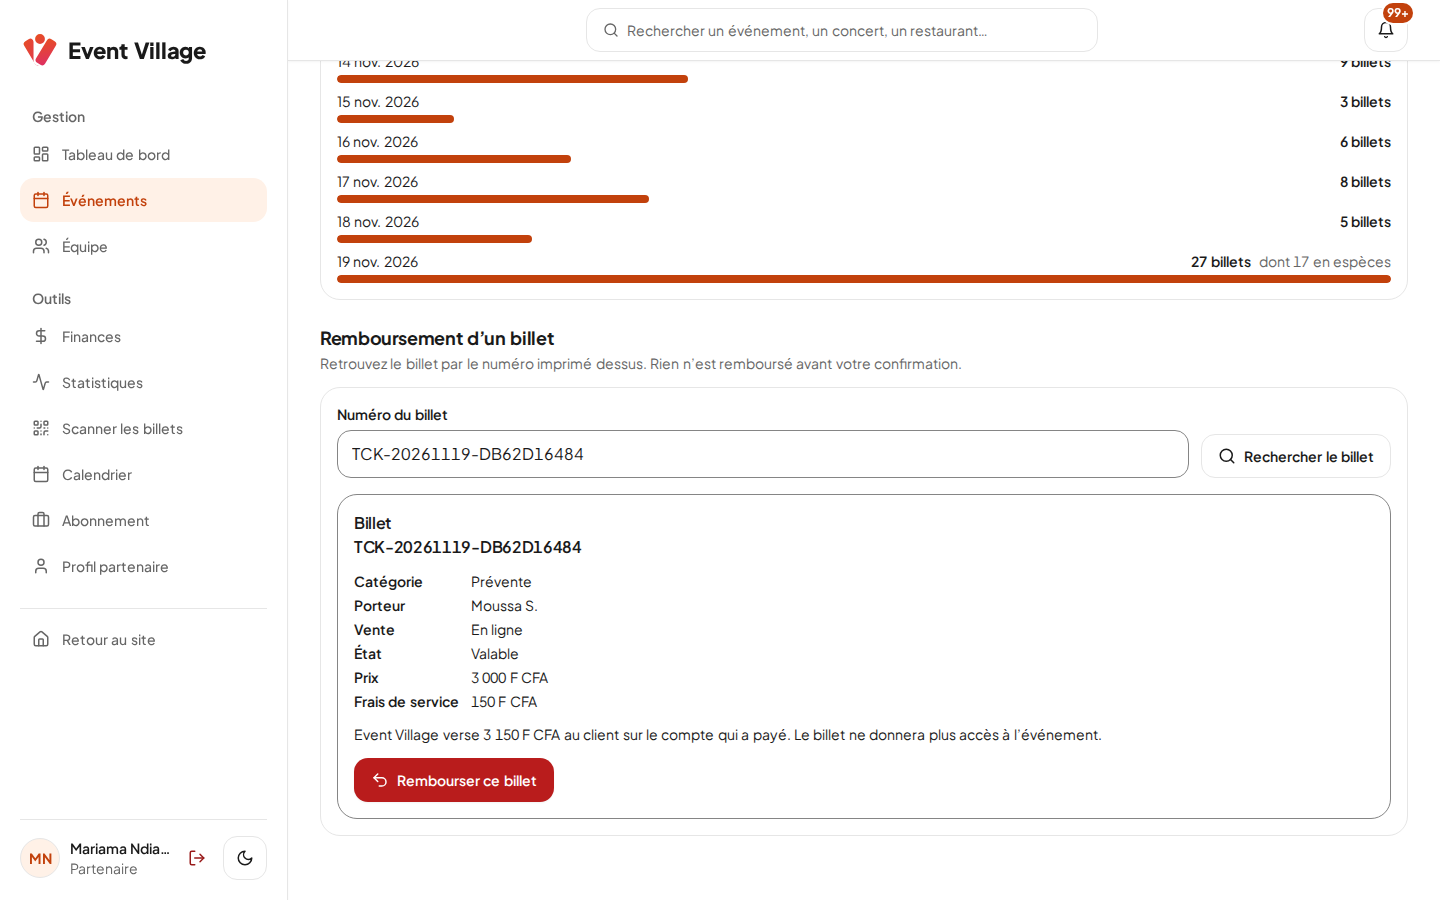 Event Village
Rechercher un événement, un concert, un restaurant…
99+
Gestion
Tableau de bord
Événements
Équipe
Outils
Finances
Statistiques
Scanner les billets
Calendrier
Abonnement
Profil partenaire
Retour au site
MN
Mariama Ndia…
Partenaire
14 nov. 2026 9 billets
15 nov. 2026 3 billets
16 nov. 2026 6 billets
17 nov. 2026 8 billets
18 nov. 2026 5 billets
19 nov. 2026 27 billets dont 17 en espèces
Remboursement d’un billet
Retrouvez le billet par le numéro imprimé dessus. Rien n’est remboursé avant votre confirmation.
Numéro du billet
TCK-20261119-DB62D16484
Rechercher le billet
Billet
TCK-20261119-DB62D16484
Catégorie Prévente
Porteur Moussa S.
Vente En ligne
État Valable
Prix 3 000 F CFA
Frais de service 150 F CFA
Event Village verse 3 150 F CFA au client sur le compte qui a payé. Le billet ne donnera plus accès à l’événement.
Rembourser ce billet